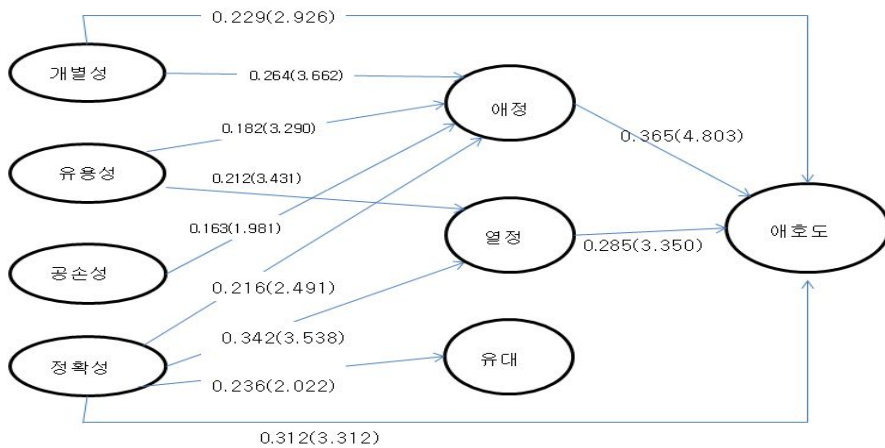 0.229(2.926)
개별성
0.264(3.662)
애정
0.182(3.290)
0.365(4.803)
유용성
0.212(3.431)
0.163(1.981)
열정
애호도
0.285(3.350)
공손성
0.216(2.491)
0.342(3.538)
정확성
유대
0.236(2.022)
0.312(3.312)